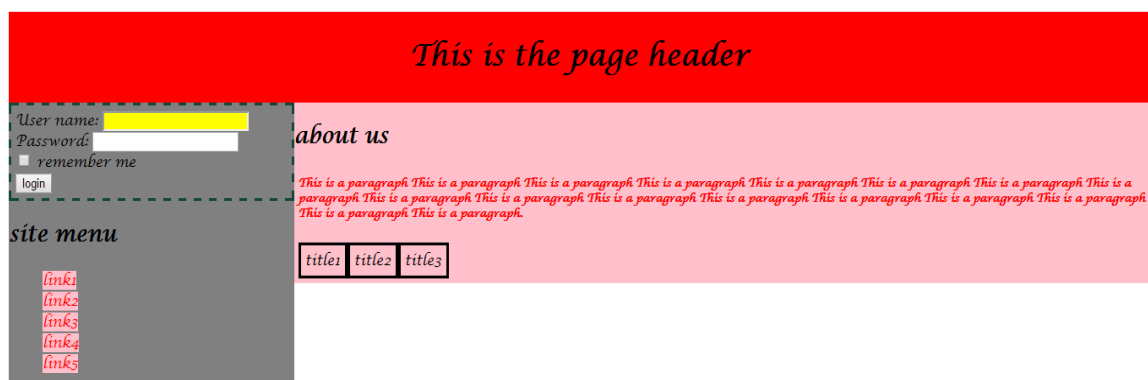 This is the page header
User name:
Password:
remember me
login
site menu
link1
link2
link3
link4
link5
about us
This is a paragraph This is a paragraph This is a paragraph This is a paragraph This is a paragraph This is a paragraph This is a paragraph This is a
paragraph This is a paragraph This is a paragraph This is a paragraph This is a paragraph This is a paragraph This is a paragraph This is a paragraph
This is a paragraph This is a paragraph.
title1 title2 title3